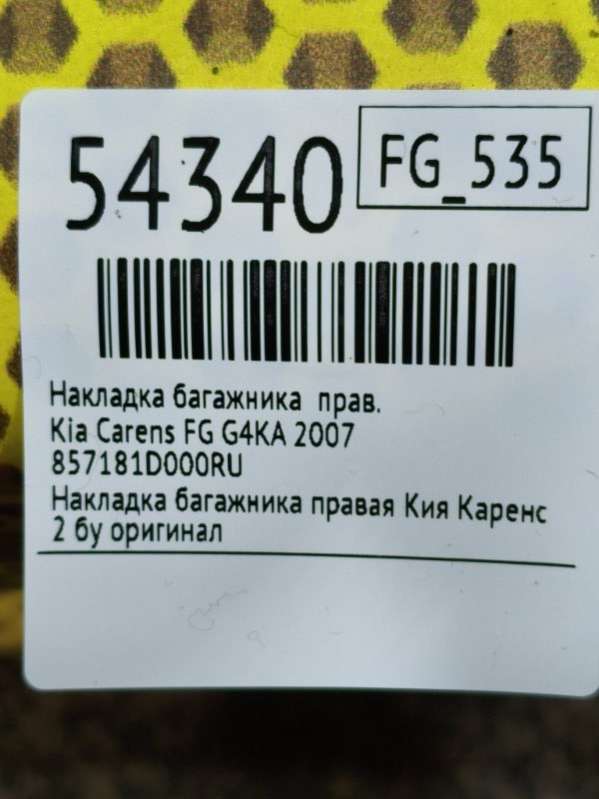 54340
FG_535
Накладка багажника прав.
Kia Carens FG G4KA 2007
857181D000RU
Накладка багажника правая Кия Каренс
2 бу оригинал